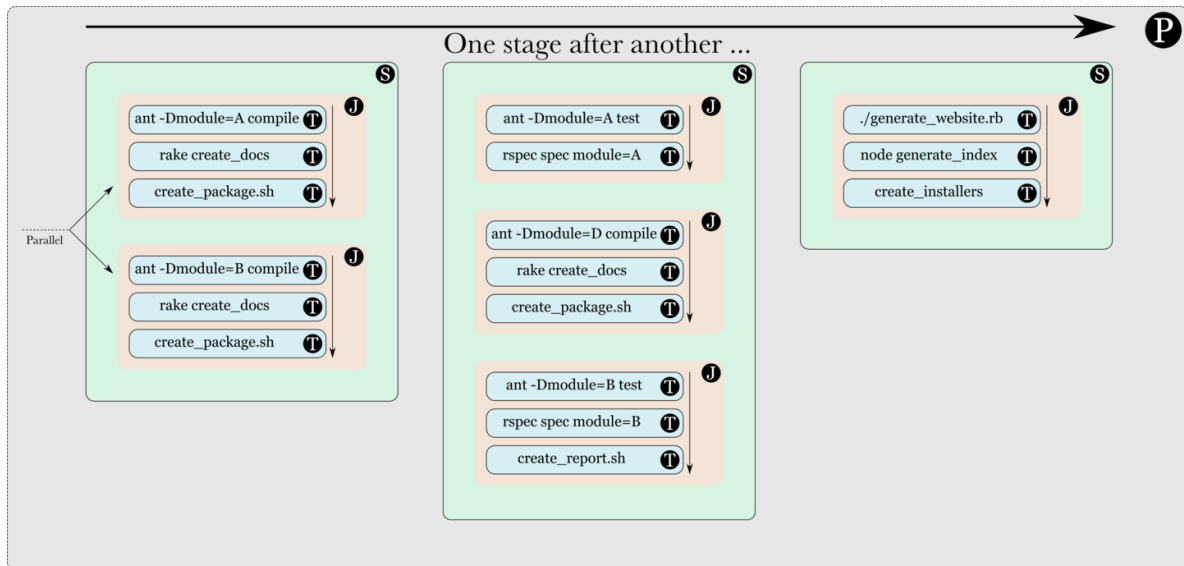 P
One stage after another ...
S
J
ant -Dmodule=A compile T
rake create_docs T
create_package.sh T
Parallel
J
ant -Dmodule=B compile T
rake create_docs T
create_package.sh T
S
J
ant -Dmodule=A test T
rspec spec module=A T
J
ant -Dmodule=D compile T
rake create_docs T
create_package.sh T
J
ant -Dmodule=B test T
rspec spec module=B T
create_report.sh T
S
J
./generate_website.rb T
node generate_index T
create_installers T